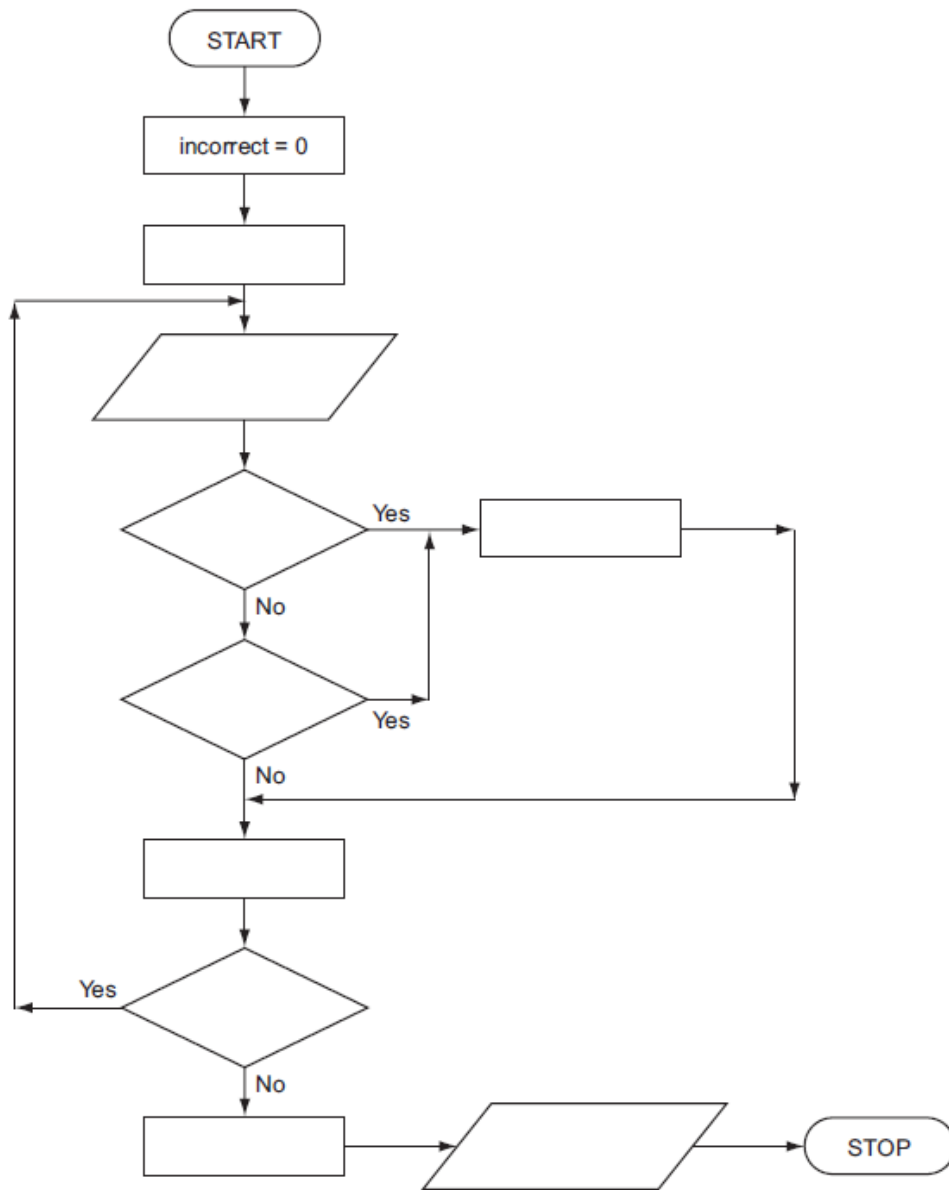 START
incorrect = 0
Yes
No
Yes
No
Yes
No
STOP